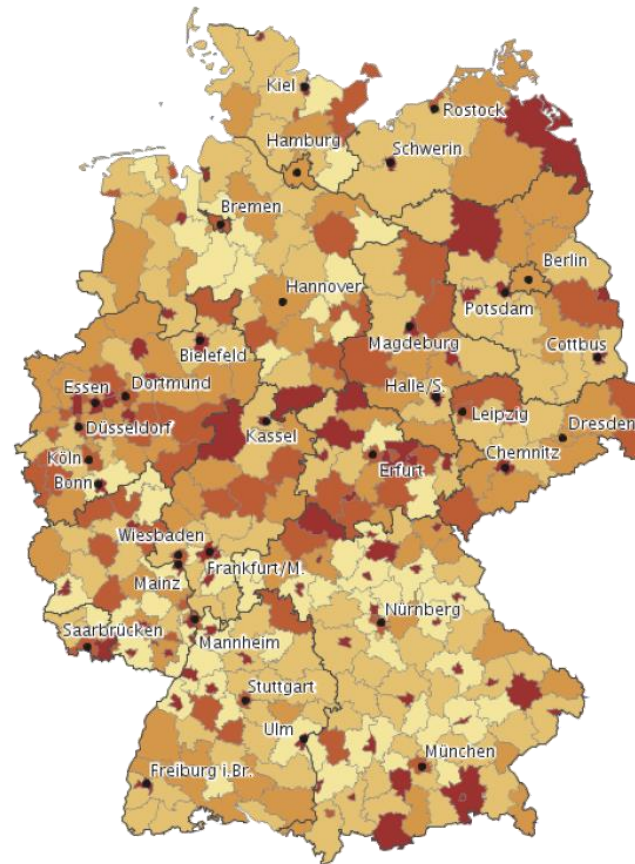 Kiel
Rostock
Hamburg
Schwerin
Bremen
Berlin
Hannover
Potsdam
Magdeburg
Bielefeld
Cottbus
Essen
Dortmund
Halle/S.
Leipzig
Düsseldorf
Kassel
Dresden
Köln
Erfurt
Chemnitz
Bonn
Wiesbaden
Frankfurt/M.
Mainz
Nürnberg
Saarbrücken
Mannheim
Stuttgart
Ulm
München
Freiburg i.Br.